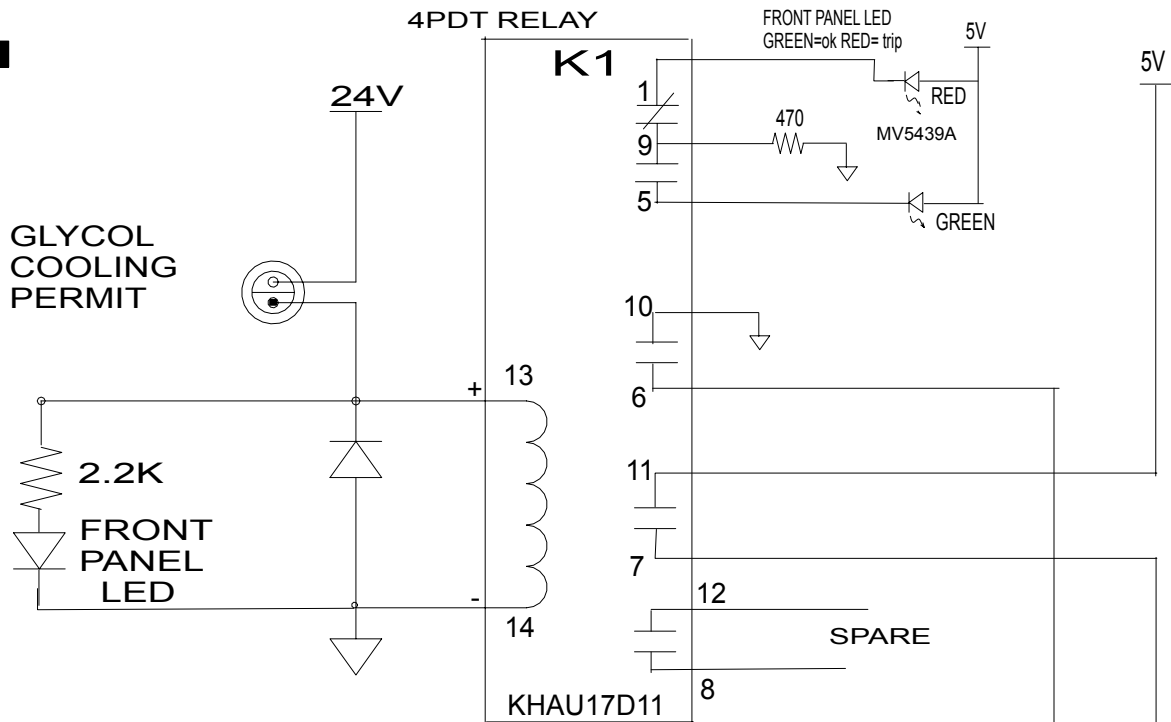 4PDT RELAY
K1
FRONT PANEL LED
GREEN=ok RED= trip
5V
5V
24V
1
RED
470
MV5439A
9
5
GREEN
GLYCOL
COOLING
PERMIT
10
13
+
6
11
2.2K
FRONT
PANEL
LED
7
12
-
14
SPARE
8
KHAU17D11